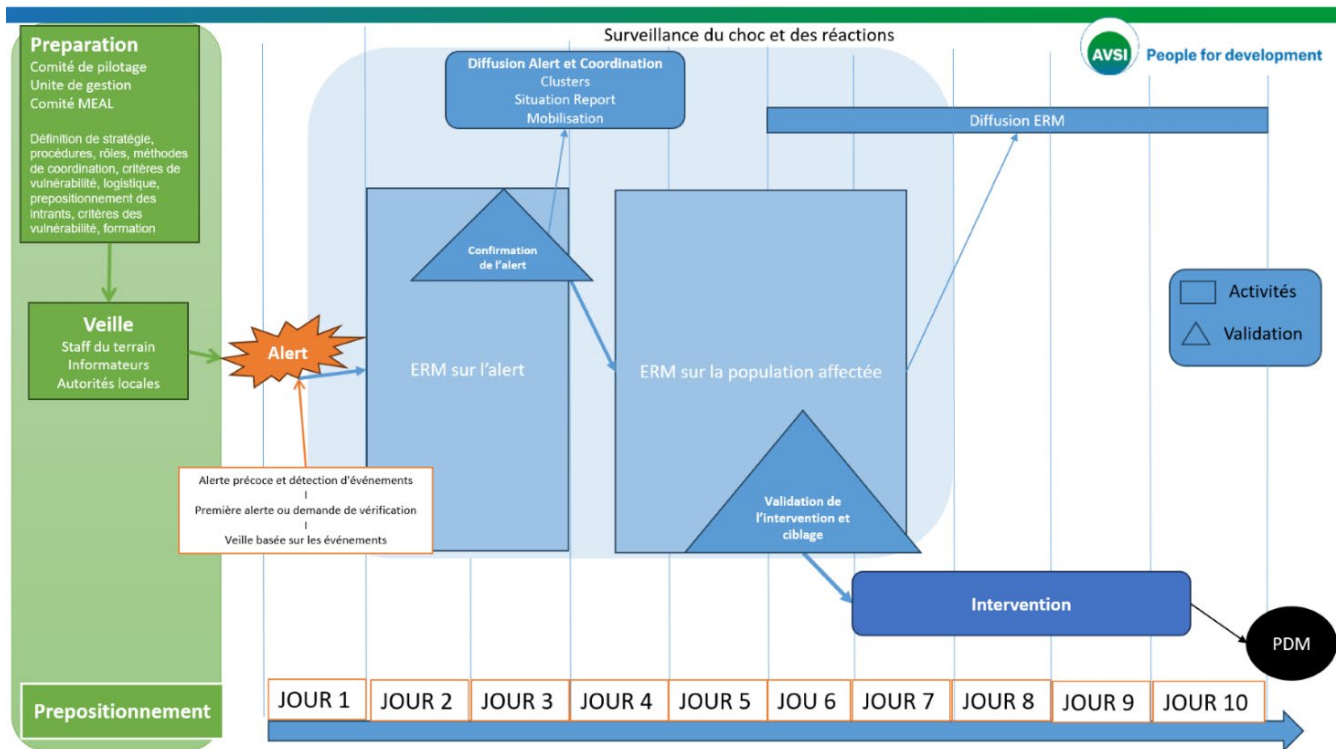 Surveillance du choc et des réactions
AVSI
People for development
Preparation
Comité de pilotage
Unite de gestion
Comité MEAL
Définition de stratégie,
procédures, rôles, méthodes
de coordination, critères de
vulnérabilité, logistique,
prepositionnement des
intrants, critères des
vulnérabilité, formation
Diffusion Alert et Coordination
Clusters
Situation Report
Mobilisation
Diffusion ERM
Confirmation
de l'alert
Activités
Validation
Veille
Staff du terrain
Informateurs
Autorités locales
Alert
ERM sur l'alert
ERM sur la population affectée
Alerte précoce et détection d'événements
I
Première alerte ou demande de vérification
I
Veille basée sur les événements
Validation de
l'intervention et
ciblage
Intervention
PDM
Prepositionnement
JOUR 1
JOUR 2
JOUR 3
JOUR 4
JOUR 5
JOU 6
JOUR 7
JOUR 8
JOUR 9
JOUR 10